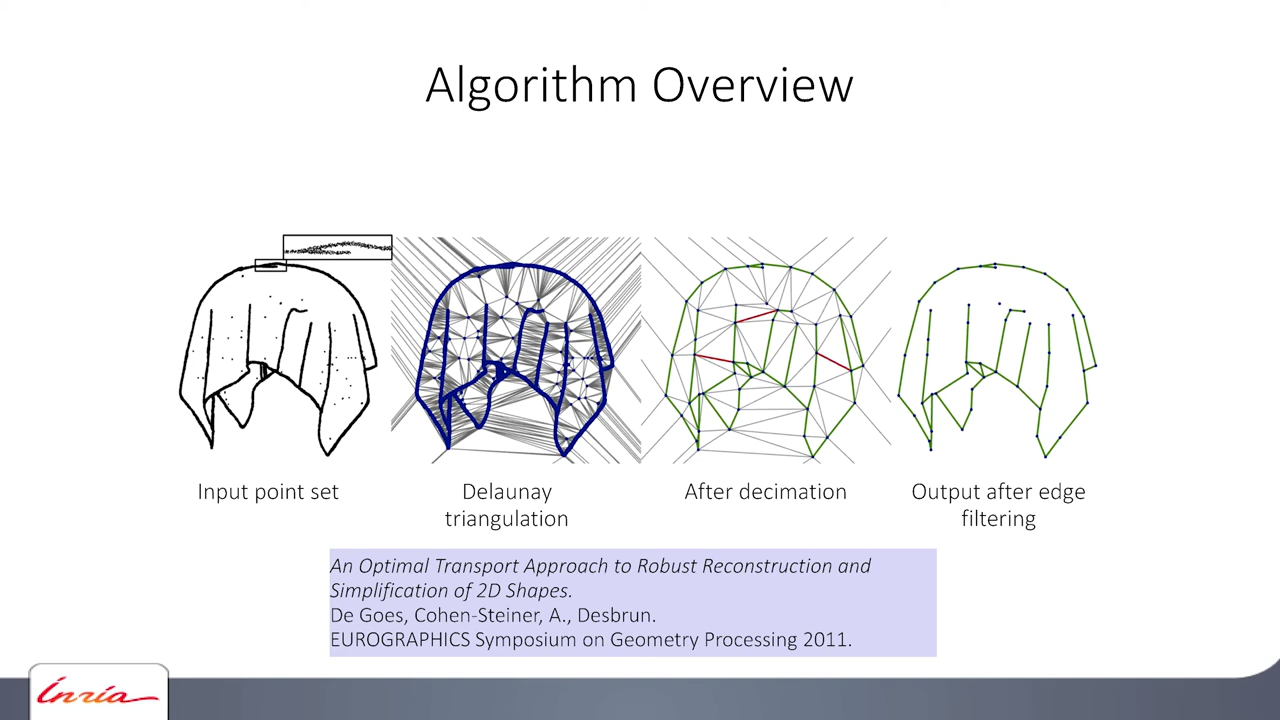 Algorithm Overview
Input point set
Delaunay
triangulation
After decimation
Output after edge
filtering
An Optimal Transport Approach to Robust Reconstruction and
Simplification of 2D Shapes.
De Goes, Cohen-Steiner, A., Desbrun.
EUROGRAPHICS Symposium on Geometry Processing 2011.
Inria